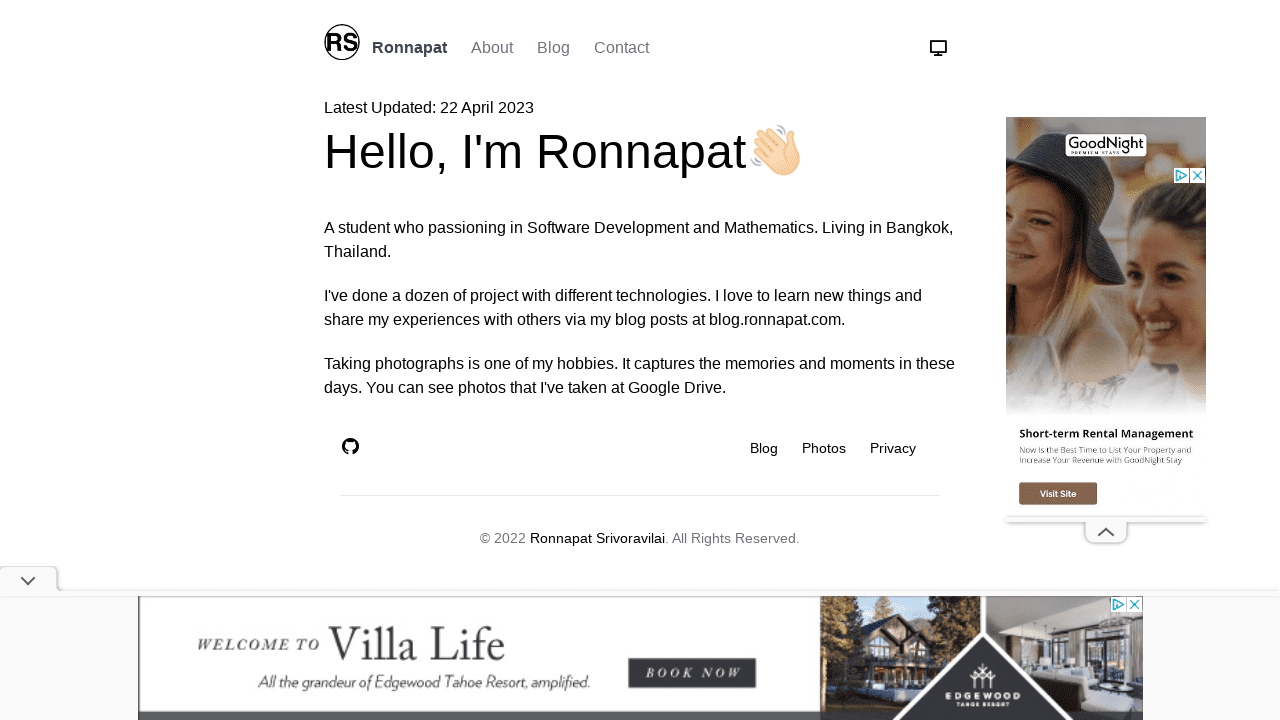 RS
Ronnapat About Blog Contact
Latest Updated: 22 April 2023
Hello, I'm Ronnapat👋🏻
A student who passioning in Software Development and Mathematics. Living in Bangkok,
Thailand.
I've done a dozen of project with different technologies. I love to learn new things and
share my experiences with others via my blog posts at blog.ronnapat.com.
Taking photographs is one of my hobbies. It captures the memories and moments in these
days. You can see photos that I've taken at Google Drive.
Blog Photos Privacy
© 2022 Ronnapat Srivoravilai. All Rights Reserved.
GoodNight
PREMIUM STAYS
Short-term Rental Management
Now Is the Best Time to List Your Property and
Increase Your Revenue with GoodNight Stay
Visit Site
WELCOME TO Villa Life
All the grandeur of Edgewood Tahoe Resort, amplified.
BOOK NOW
EDGEWOOD
TAHOE RESORT